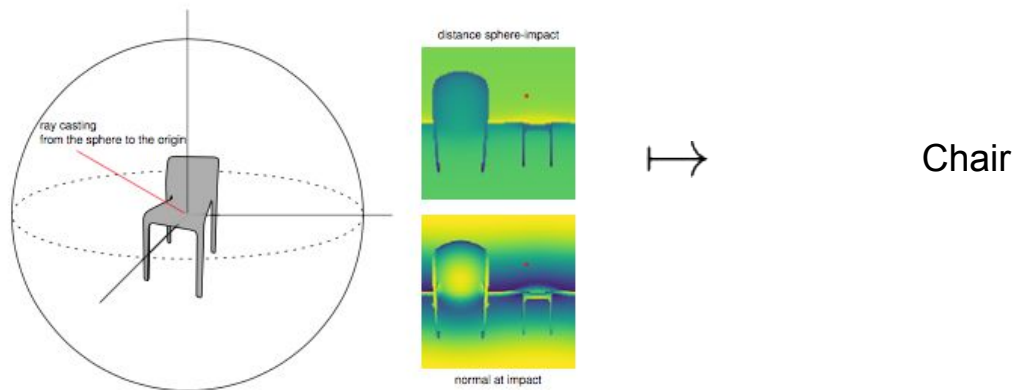 distance sphere-impact
ray casting
from the sphere to the origin
Chair
normal at impact